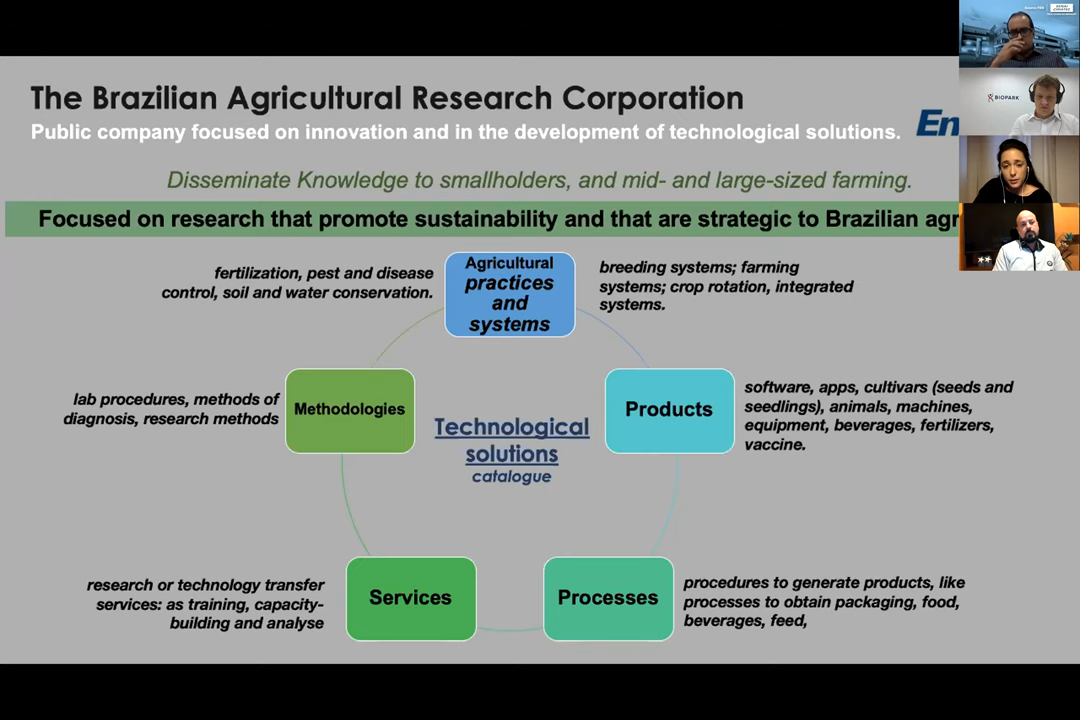 The Brazilian Agricultural Research Corporation
Public company focused on innovation and in the development of technological solutions.
En
Disseminate Knowledge to smallholders, and mid- and large-sized farming.
Focused on research that promote sustainability and that are strategic to Brazilian agr
fertilization, pest and disease
control, soil and water conservation.
Agricultural
practices
and
systems
breeding systems; farming
systems; crop rotation, integrated
systems.
lab procedures, methods of
diagnosis, research methods
Methodologies
Technological
solutions
catalogue
Products
software, apps, cultivars (seeds and
seedlings), animals, machines,
equipment, beverages, fertilizers,
vaccine.
research or technology transfer
services: as training, capacity-
building and analyse
Services
Processes
procedures to generate products, like
processes to obtain packaging, food,
beverages, feed,
BIOPARK